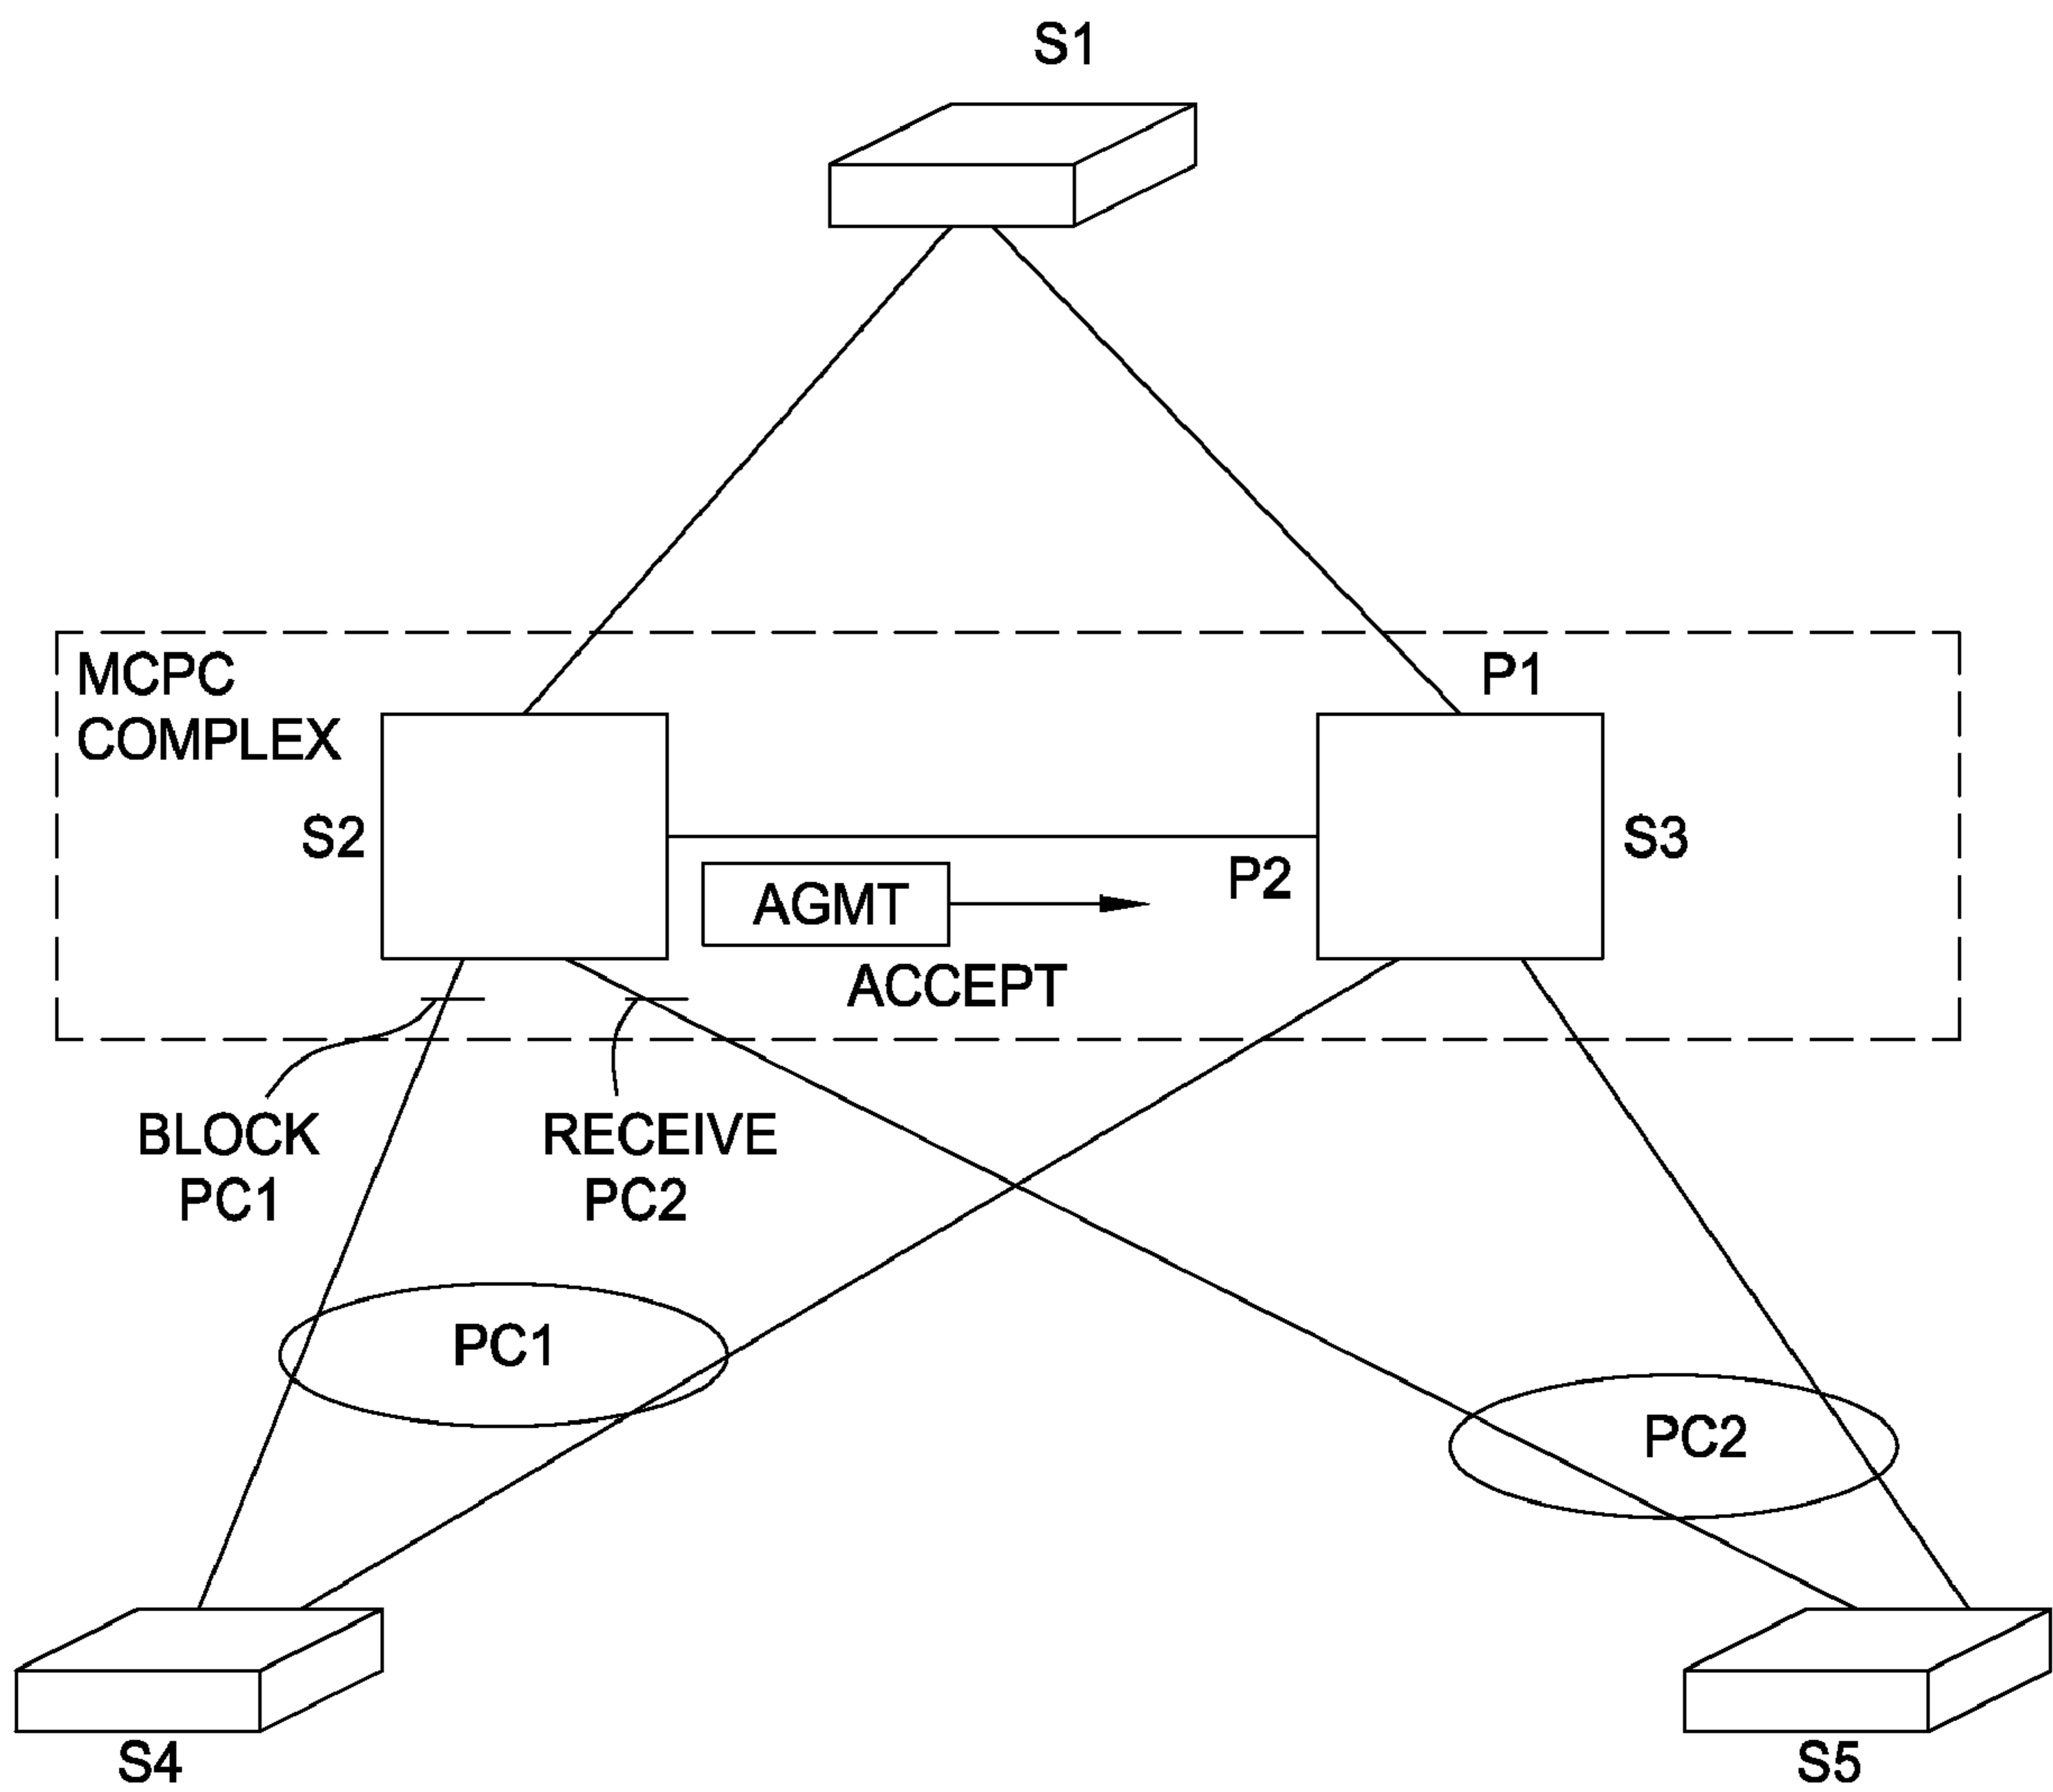 S1
MCPC
COMPLEX
P1
S2
S3
P2
AGMT
ACCEPT
BLOCK
PC1
RECEIVE
PC2
PC1
PC2
S4
S5